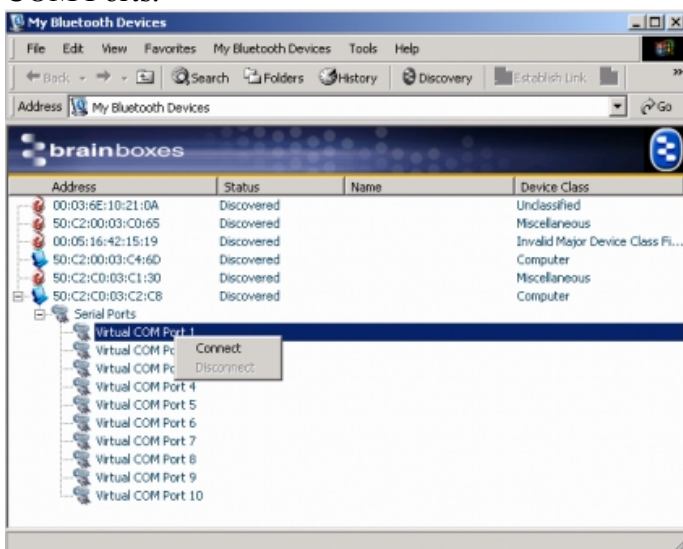 COM Ports.
My Bluetooth Devices
File Edit View Favorites My Bluetooth Devices Tools Help
Back Search Folders History Discovery Establish Link »
Address My Bluetooth Devices Go
brainboxes
Address Status Name Device Class
00:03:6E:10:21:0A Discovered Unclassified
50:C2:00:03:C0:65 Discovered Miscellaneous
00:05:16:42:15:19 Discovered Invalid Major Device Class Fi...
50:C2:00:03:C4:6D Discovered Computer
50:C2:C0:03:C1:30 Discovered Miscellaneous
50:C2:C0:03:C2:C8 Discovered Computer
Serial Ports
Virtual COM Port 1
Virtual COM Po
Connect
Virtual COM Po
Disconnect
Virtual COM Port 4
Virtual COM Port 5
Virtual COM Port 6
Virtual COM Port 7
Virtual COM Port 8
Virtual COM Port 9
Virtual COM Port 10